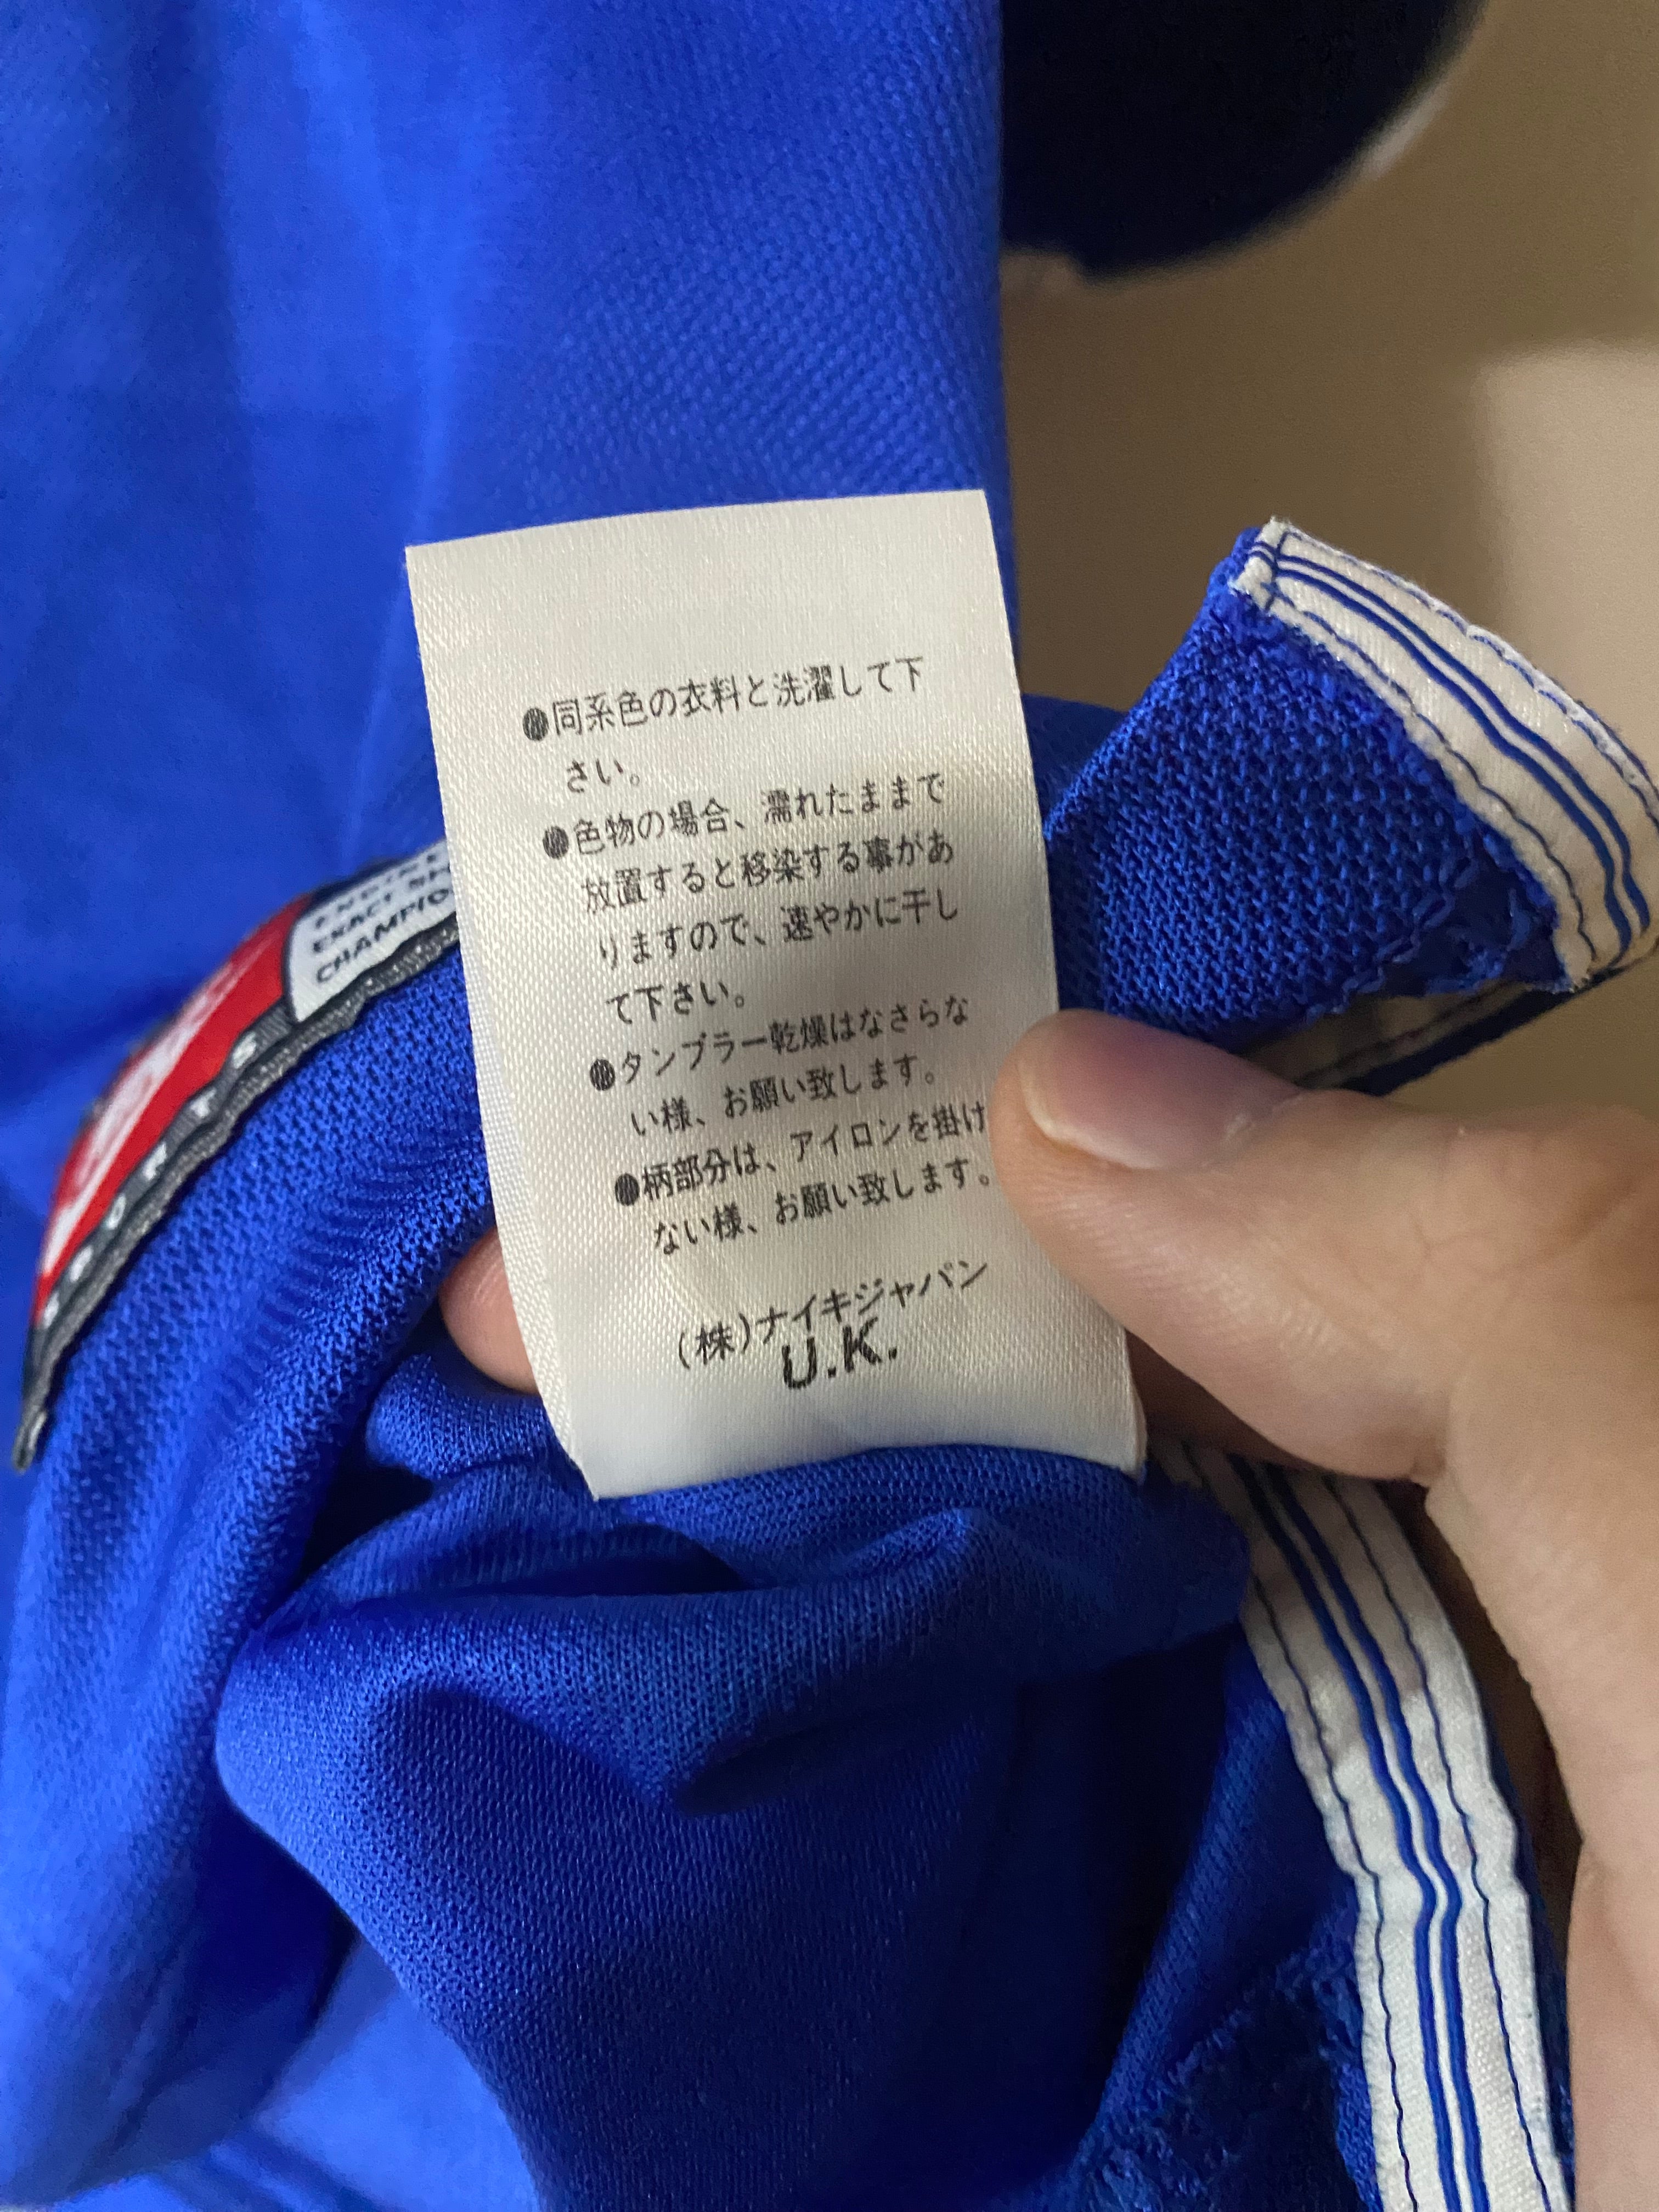 ●同系色の衣料と洗濯して下
さい。
●色物の場合、濡れたままで
放置すると移染する事があ
りますので、速やかに干し
て下さい。
●タンブラー乾燥はなさらな
い様、お願い致します。
●柄部分は、アイロンを掛け
ない様、お願い致します。
(株)ナイキジャパン
U.K.
EXACT
CHAMPIO